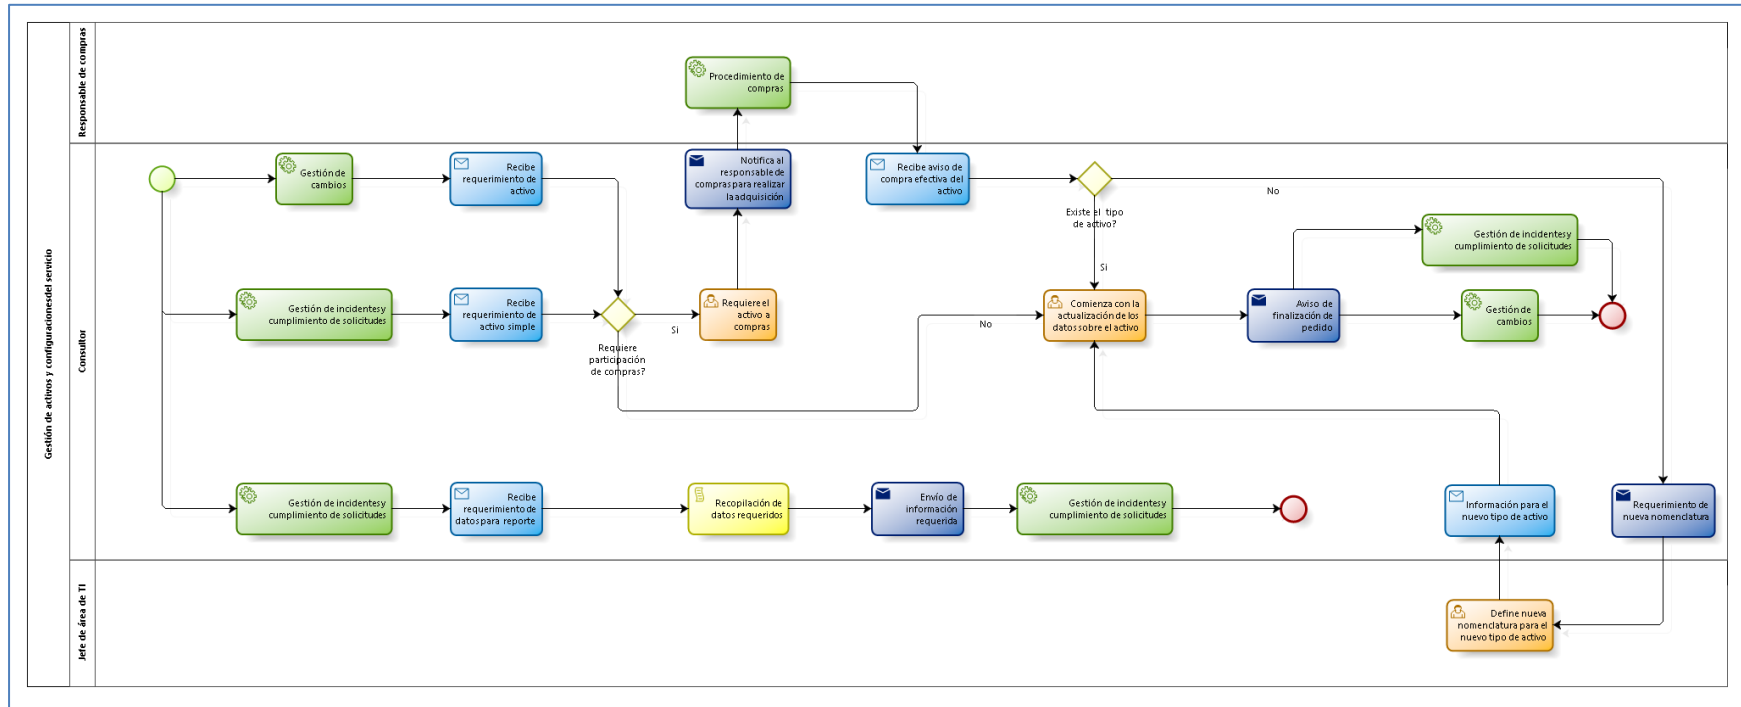 Gestión de activos y configuracionesdel servicio
Responsable de compras
Procedimiento de
compras
Consultor
Gestión de
cambios
Recibe
requerimiento de
activo
Notifica al
responsable de
compras para realizar
la adquisición
Recibe aviso de
compra efectiva del
activo
Existe el tipo
de activo?
No
Si
Gestión de incidentes y
cumplimiento de solicitudes
Gestión de incidentes y
cumplimiento de solicitudes
Recibe
requerimiento de
activo simple
Requiere
participación
de compras?
Si
Requiere el
activo a
compras
No
Comienza con la
actualización de los
datos sobre el activo
Aviso de
finalización de
pedido
Gestión de
cambios
Gestión de incidentes y
cumplimiento de solicitudes
Recibe
requerimiento de
datos para reporte
Recopilación de
datos requeridos
Envío de
información
requerida
Gestión de incidentes y
cumplimiento de solicitudes
Información para el
nuevo tipo de activo
Requerimiento de
nueva nomenclatura
Jefe de área de TI
Define nueva
nomenclatura para el
nuevo tipo de activo